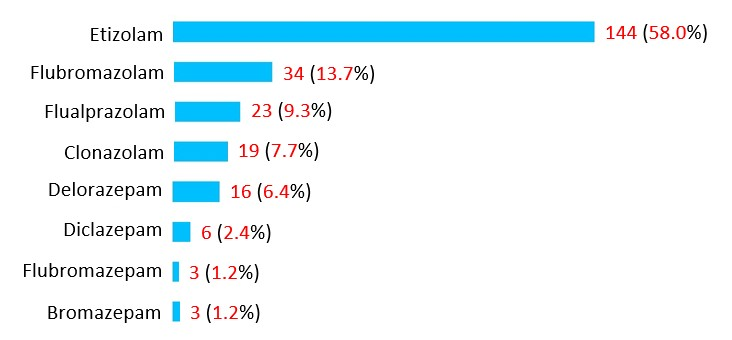 Etizolam 144 (58.0%)
Flubromazolam 34 (13.7%)
Flualprazolam 23 (9.3%)
Clonazolam 19 (7.7%)
Delorazepam 16 (6.4%)
Diclazepam 6 (2.4%)
Flubromazepam 3 (1.2%)
Bromazepam 3 (1.2%)